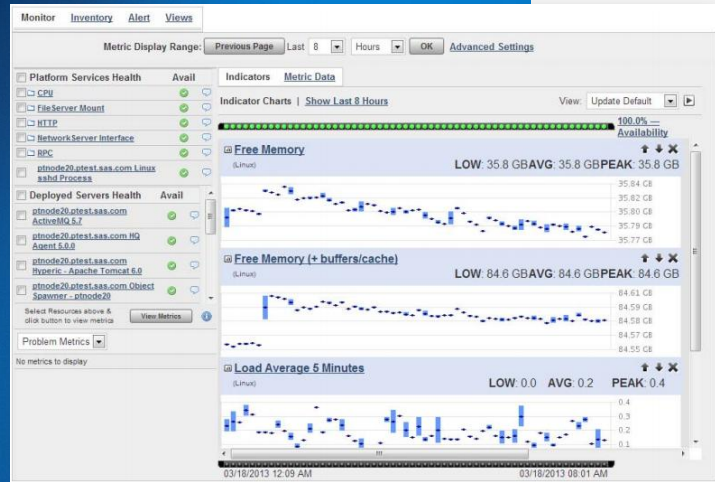 Monitor Inventory Alert Views
Metric Display Range: Previous Page Last 8 Hours OK Advanced Settings
Platform Services Health Avail
CPU
FileServer Mount
HTTP
NetworkServer Interface
RPC
ptnode20.ptest.sas.com Linux
sshd Process
Deployed Servers Health Avail
ptnode20.ptest.sas.com
ActiveMQ 5.7
ptnode20.ptest.sas.com HQ
Agent 5.0.0
ptnode20.ptest.sas.com
Hyperic - Apache Tomcat 6.0
ptnode20.ptest.sas.com Object
Spawner - ptnode20
Select Resources above &
click button to view metrics
View Metrics
Problem Metrics
No metrics to display
Indicators Metric Data
Indicator Charts | Show Last 8 Hours View: Update Default
100.0% —
Availability
Free Memory
(Linux) LOW: 35.8 GB AVG: 35.8 GB PEAK: 35.8 GB
35.84 GB
35.82 GB
35.80 GB
35.79 GB
35.77 GB
Free Memory (+ buffers/cache)
(Linux) LOW: 84.6 GB AVG: 84.6 GB PEAK: 84.6 GB
84.61 GB
84.59 GB
84.58 GB
84.57 GB
84.55 GB
Load Average 5 Minutes
(Linux) LOW: 0.0 AVG: 0.2 PEAK: 0.4
0.4
0.3
0.2
0.1
03/18/2013 12:09 AM 03/18/2013 08:01 AM